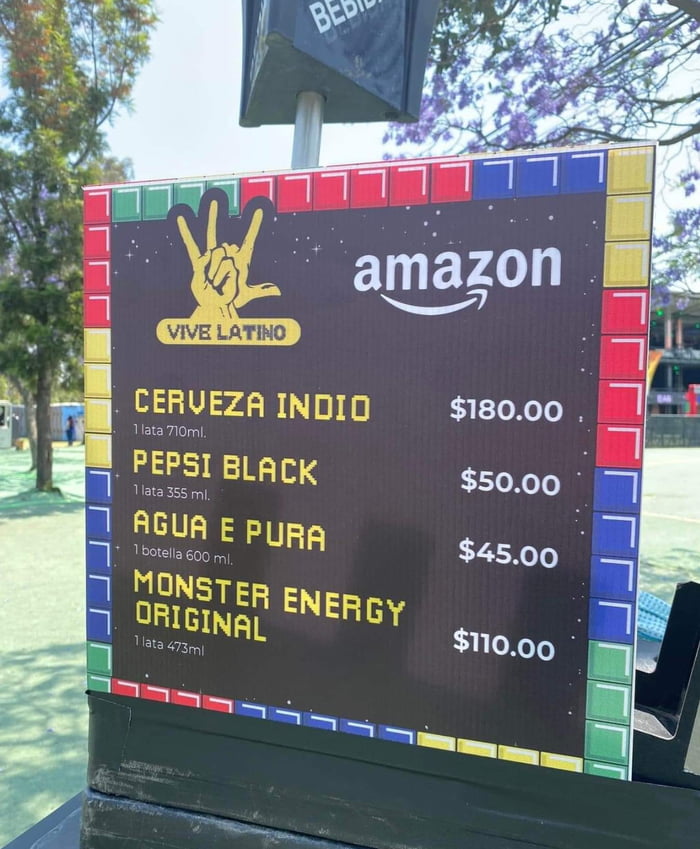 VIVE LATINO
amazon
CERVEZA INDIO $180.00
1 lata 710ml.
PEPSI BLACK $50.00
1 lata 355 ml.
AGUA E PURA $45.00
1 botella 600 ml.
MONSTER ENERGY
ORIGINAL $110.00
1 lata 473ml